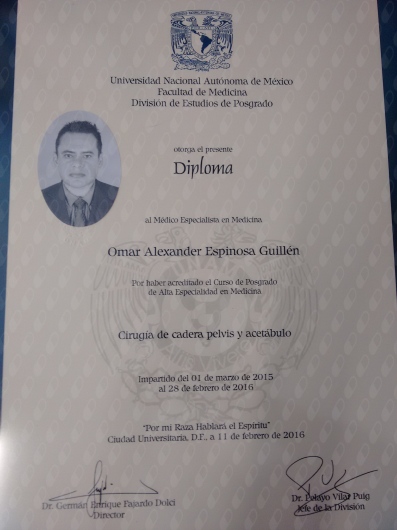 Universidad Nacional Autónoma de México
Facultad de Medicina
División de Estudios de Posgrado
otorga el presente
Diploma
al Médico Especialista en Medicina
Omar Alexander Espinosa Guillén
Por haber acreditado el Curso de Posgrado
de Alta Especialidad en Medicina
Cirugía de cadera pelvis y acetábulo
Impartido del 01 de marzo de 2015
al 28 de febrero de 2016
"Por mi Raza Hablará el Espíritu"
Ciudad Universitaria, D.F., a 11 de febrero de 2016
Dr. Germán Enrique Fajardo Dolci
Director
Dr. Pelayo Vilar Puig
Jefe de la División